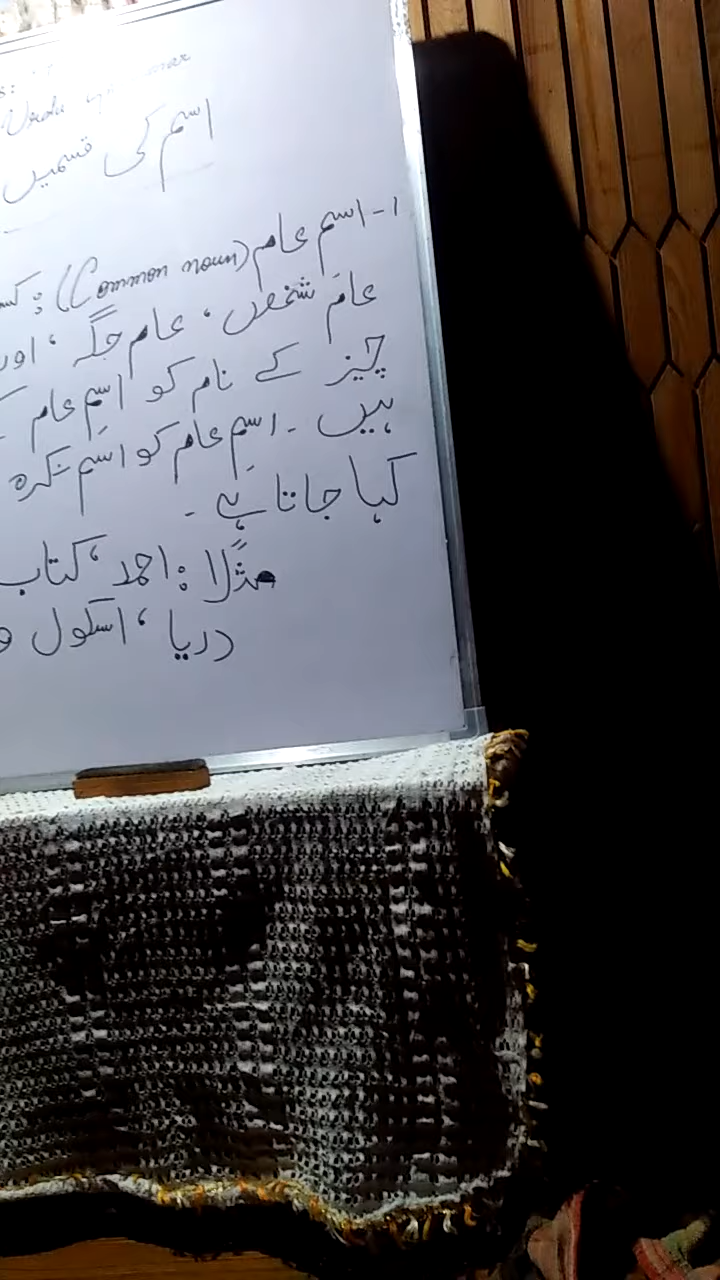 Urdu
اسم کی قسمیں
۱- اسم عام (Common noun) :
عام شخص، عام جگہ، اور
چیز کے نام کو اسمِ عام
ہیں ۔ اسمِ عام کو اسم نکرہ
کہا جاتا ہے ۔
مثلًا : احمد، کتاب
دریا، اسکول